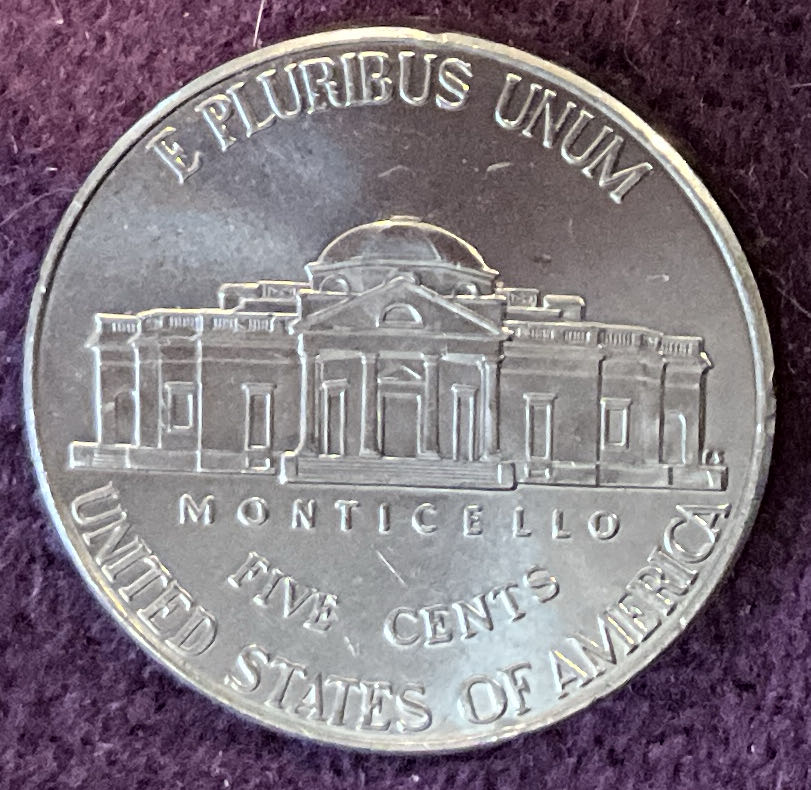 E PLURIBUS UNUM
MONTICELLO
FIVE CENTS
UNITED STATES OF AMERICA